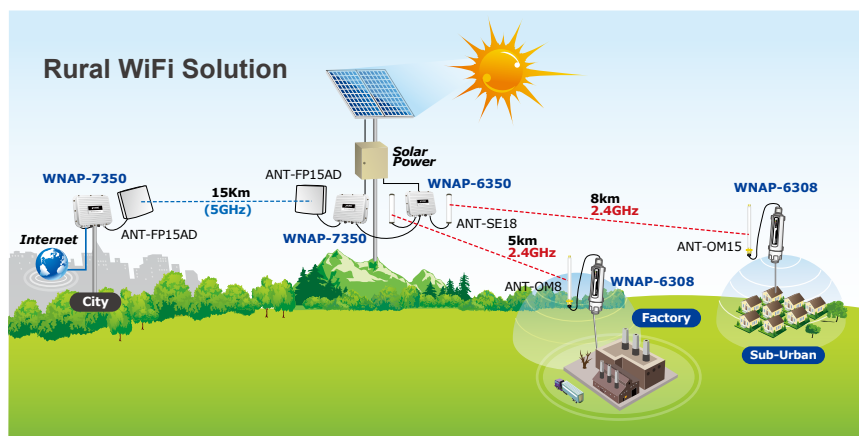 Rural WiFi Solution
Solar
Power
WNAP-7350
ANT-FP15AD
15Km
(5GHz)
ANT-FP15AD
WNAP-7350
WNAP-6350
ANT-SE18
8km
2.4GHz
WNAP-6308
ANT-OM15
5km
2.4GHz
ANT-OM8
WNAP-6308
Internet
City
Factory
Sub-Urban